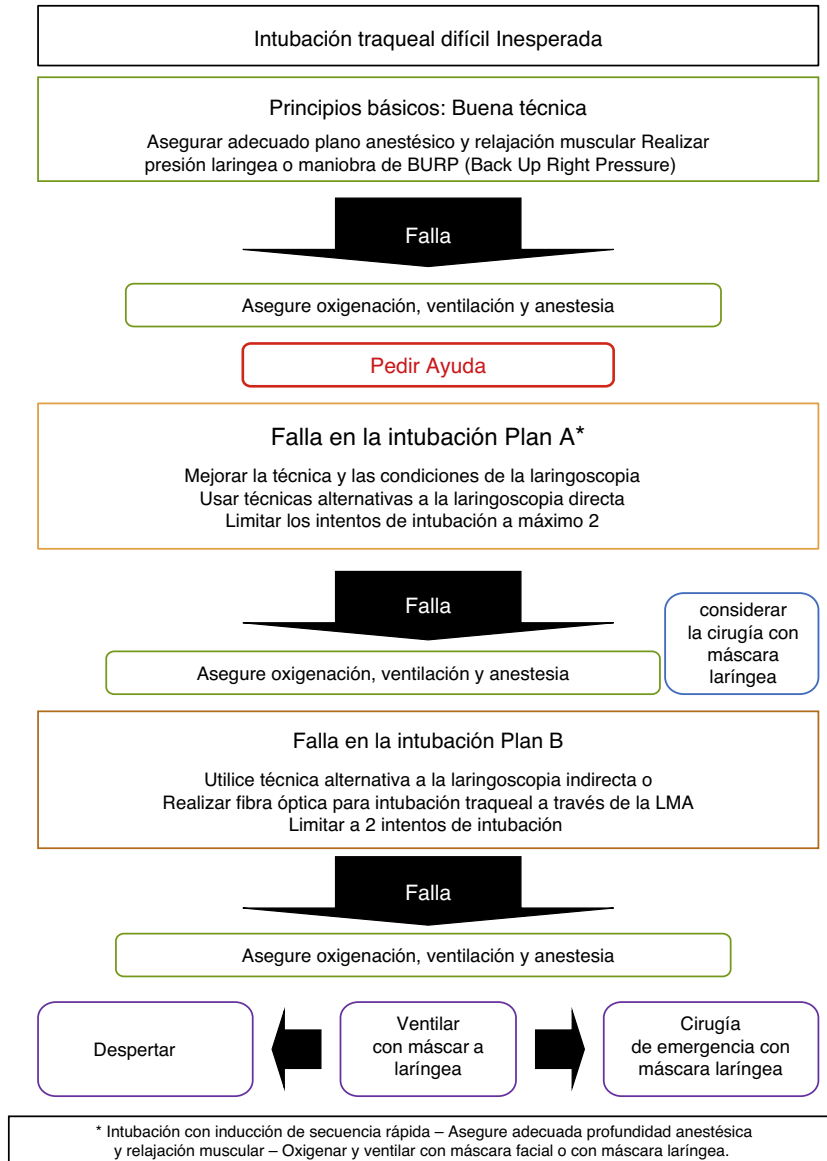 Intubación traqueal difícil Inesperada
Principios básicos: Buena técnica
Asegurar adecuado plano anestésico y relajación muscular Realizar
presión laringea o maniobra de BURP (Back Up Right Pressure)
Falla
Asegure oxigenación, ventilación y anestesia
Pedir Ayuda
Falla en la intubación Plan A*
Mejorar la técnica y las condiciones de la laringoscopia
Usar técnicas alternativas a la laringoscopia directa
Limitar los intentos de intubación a máximo 2
Falla
considerar
la cirugía con
máscara
laríngea
Asegure oxigenación, ventilación y anestesia
Falla en la intubación Plan B
Utilice técnica alternativa a la laringoscopia indirecta o
Realizar fibra óptica para intubación traqueal a través de la LMA
Limitar a 2 intentos de intubación
Falla
Asegure oxigenación, ventilación y anestesia
Despertar
Ventilar
con máscar a
laríngea
Cirugía
de emergencia con
máscara laríngea
* Intubación con inducción de secuencia rápida – Asegure adecuada profundidad anestésica
y relajación muscular – Oxigenar y ventilar con máscara facial o con máscara laríngea.